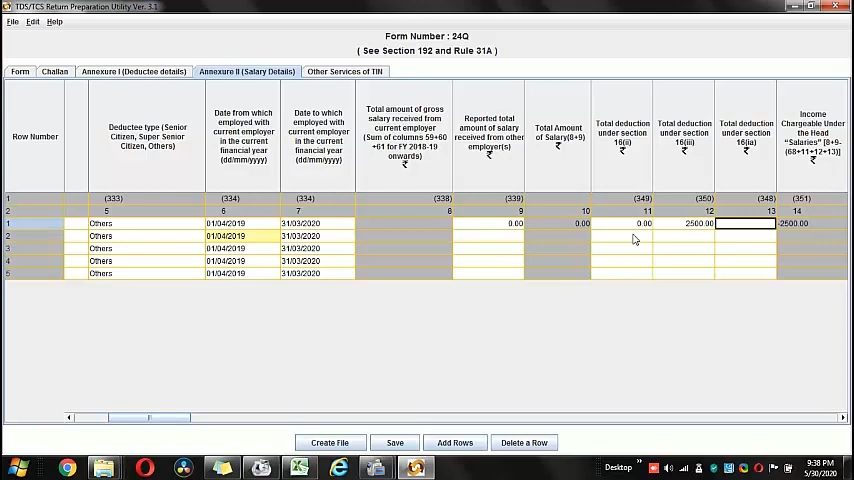 TDS/TCS Return Preparation Utility Ver. 3.1
File Edit Help
Form Number : 24Q
( See Section 192 and Rule 31A )
Form Challan Annexure I (Deductee details) Annexure II (Salary Details) Other Services of TIN
Row Number
Deductee type (Senior
Citizen, Super Senior
Citizen, Others)
Date from which
employed with
current employer
in the current
financial year
(dd/mm/yyyy)
Date to which
employed with
current employer
in the current
financial year
(dd/mm/yyyy)
Total amount of gross
salary received from
current employer
(Sum of columns 59+60
+61 for FY 2018-19
onwards)
₹
Reported total
amount of salary
received from other
employer(s)
₹
Total Amount
of Salary(8+9)
₹
Total deduction
under section
16(ii)
₹
Total deduction
under section
16(iii)
₹
Total deduction
under section
16(ia)
₹
Income
Chargeable Under
the Head
"Salaries" [8+9-
(68+11+12+13)]
₹
1 (333) (334) (334) (338) (339) (349) (350) (348) (351)
2 5 6 7 8 9 10 11 12 13 14
1 Others 01/04/2019 31/03/2020 0.00 0.00 0.00 2500.00 -2500.00
2 Others 01/04/2019 31/03/2020
3 Others 01/04/2019 31/03/2020
4 Others 01/04/2019 31/03/2020
5 Others 01/04/2019 31/03/2020
Create File Save Add Rows Delete a Row
Desktop 9:38 PM
5/30/2020